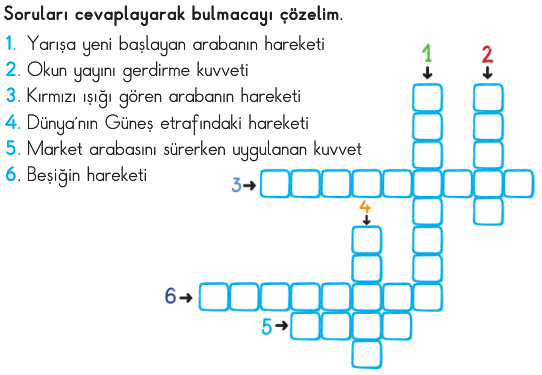 Soruları cevaplayarak bulmacayı çözelim.
1. Yarışa yeni başlayan arabanın hareketi
2. Okun yayını gerdirme kuvveti
3. Kırmızı ışığı gören arabanın hareketi
4. Dünya'nın Güneş etrafındaki hareketi
5. Market arabasını sürerken uygulanan kuvvet
6. Beşiğin hareketi
1 2
3
4
6
5